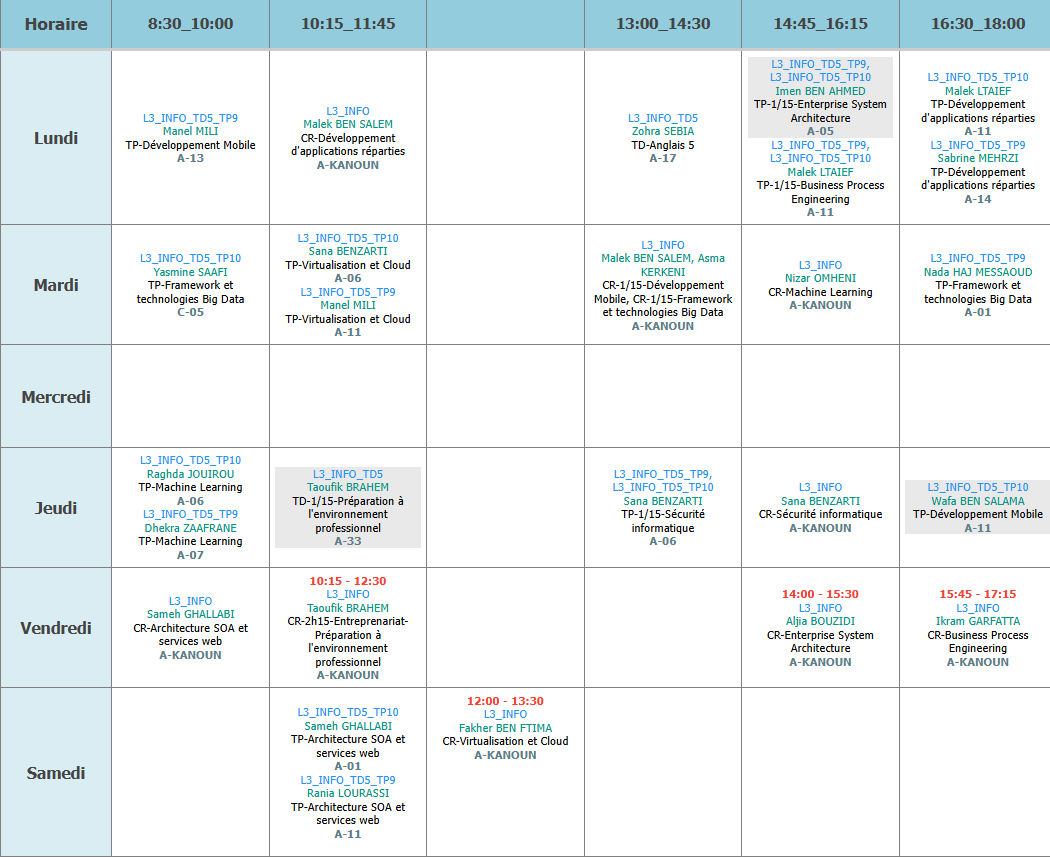 Horaire
8:30_10:00
10:15_11:45
13:00_14:30
14:45_16:15
16:30_18:00
Lundi
L3_INFO_TD5_TP9
Manel MILI
TP-Développement Mobile
A-13
L3_INFO
Malek BEN SALEM
CR-Développement
d'applications réparties
A-KANOUN
L3_INFO_TD5
Zohra SEBIA
TD-Anglais 5
A-17
L3_INFO_TD5_TP9,
L3_INFO_TD5_TP10
Imen BEN AHMED
TP-1/15-Enterprise System
Architecture
A-05
L3_INFO_TD5_TP9,
L3_INFO_TD5_TP10
Malek LTAIEF
TP-1/15-Business Process
Engineering
A-11
L3_INFO_TD5_TP10
Malek LTAIEF
TP-Développement
d'applications réparties
A-11
L3_INFO_TD5_TP9
Sabrine MEHRZI
TP-Développement
d'applications réparties
A-14
Mardi
L3_INFO_TD5_TP10
Yasmine SAAFI
TP-Framework et
technologies Big Data
C-05
L3_INFO_TD5_TP10
Sana BENZARTI
TP-Virtualisation et Cloud
A-06
L3_INFO_TD5_TP9
Manel MILI
TP-Virtualisation et Cloud
A-11
L3_INFO
Malek BEN SALEM, Asma
KERKENI
CR-1/15-Développement
Mobile, CR-1/15-Framework
et technologies Big Data
A-KANOUN
L3_INFO
Nizar OMHENI
CR-Machine Learning
A-KANOUN
L3_INFO_TD5_TP9
Nada HAJ MESSAOUD
TP-Framework et
technologies Big Data
A-01
Mercredi
Jeudi
L3_INFO_TD5_TP10
Raghda JOUIROU
TP-Machine Learning
A-06
L3_INFO_TD5_TP9
Dhekra ZAAFRANE
TP-Machine Learning
A-07
L3_INFO_TD5
Taoufik BRAHEM
TD-1/15-Préparation à
l'environement
professionnel
A-33
L3_INFO_TD5_TP9,
L3_INFO_TD5_TP10
Sana BENZARTI
TP-1/15-Sécurité
informatique
A-06
L3_INFO
Sana BENZARTI
CR-Sécurité informatique
A-KANOUN
L3_INFO_TD5_TP10
Wafa BEN SALAMA
TP-Développement Mobile
A-11
Vendredi
L3_INFO
Sameh GHALLABI
CR-Architecture SOA et
services web
A-KANOUN
10:15 - 12:30
L3_INFO
Taoufik BRAHEM
CR-2h15-Entreprenariat-
Préparation à
l'environement
professionnel
A-KANOUN
14:00 - 15:30
L3_INFO
Aljia BOUZIDI
CR-Enterprise System
Architecture
A-KANOUN
15:45 - 17:15
L3_INFO
Ikram GARFATTA
CR-Business Process
Engineering
A-KANOUN
Samedi
L3_INFO_TD5_TP10
Sameh GHALLABI
TP-Architecture SOA et
services web
A-01
L3_INFO_TD5_TP9
Rania LOURASSI
TP-Architecture SOA et
services web
A-11
12:00 - 13:30
L3_INFO
Fakher BEN FTIMA
CR-Virtualisation et Cloud
A-KANOUN